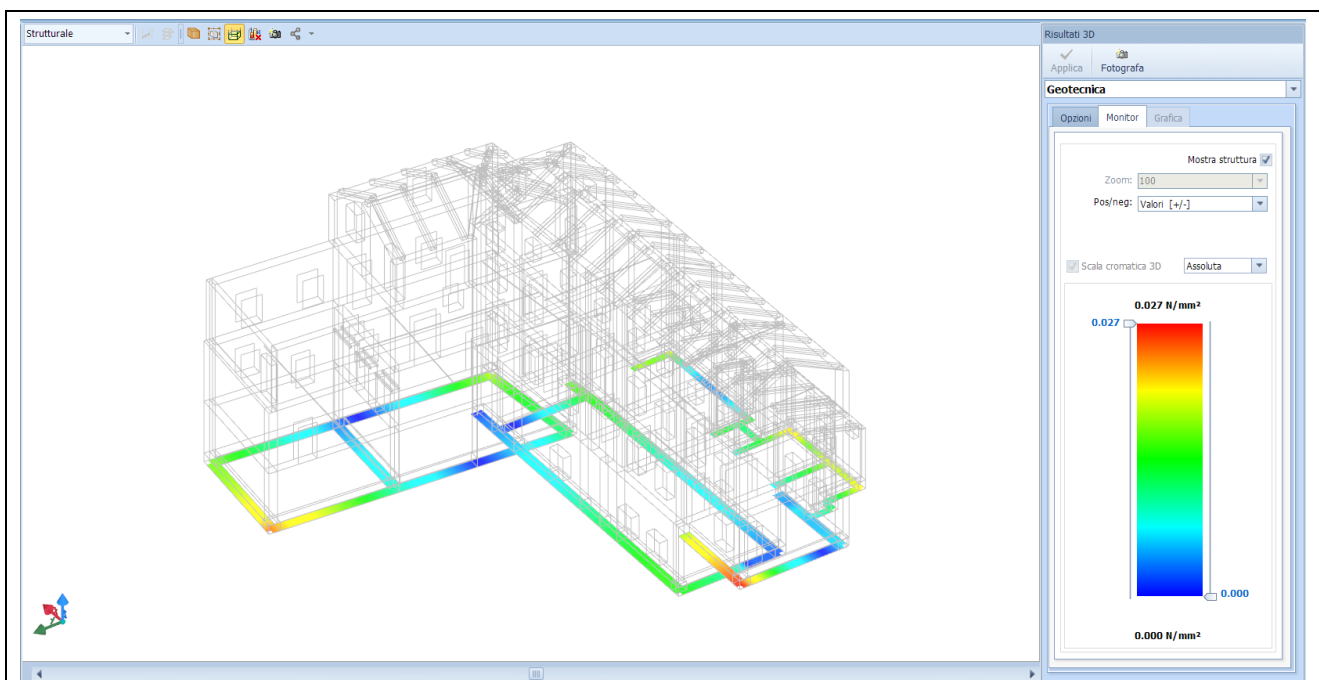 Strutturale
Risultati 3D
Applica Fotografa
Geotecnica
Opzioni Monitor Grafica
Mostra struttura
Zoom: 100
Pos/neg: Valori [+/-]
Scala cromatica 3D Assoluta
0.027 N/mm²
0.027
0.000
0.000 N/mm²